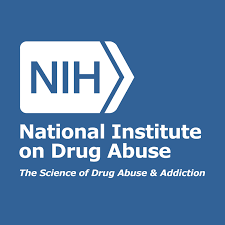 NIH
National Institute
on Drug Abuse
The Science of Drug Abuse & Addiction